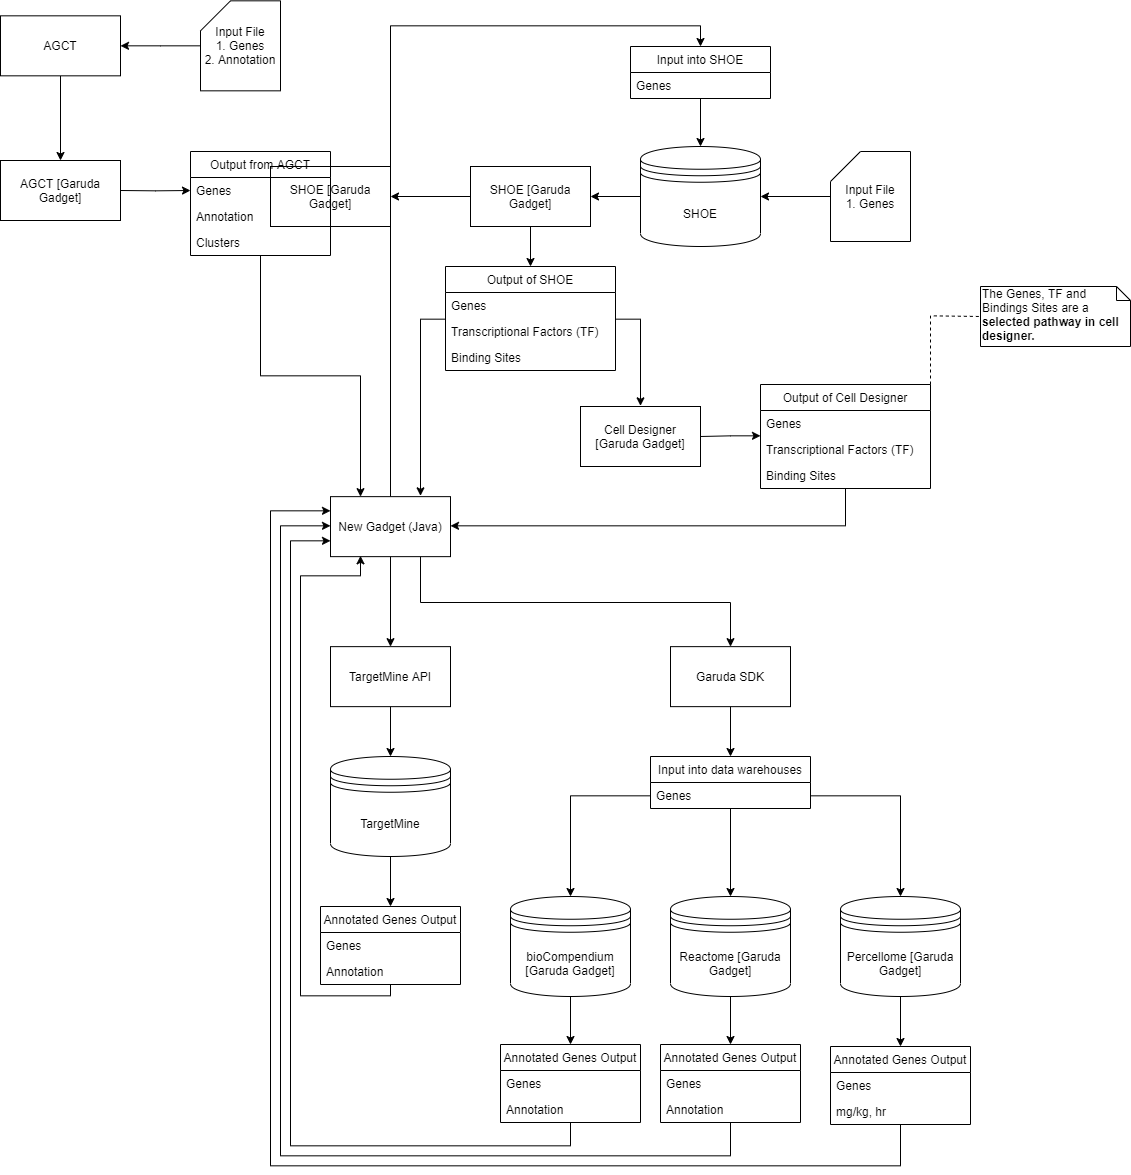 AGCT
Input File
1. Genes
2. Annotation
Input into SHOE
Genes
AGCT [Garuda
Gadget]
Output from AGCT
Genes
Annotation
Clusters
SHOE [Garuda
Gadget]
SHOE [Garuda
Gadget]
SHOE
Input File
1. Genes
Output of SHOE
Genes
Transcriptional Factors (TF)
Binding Sites
The Genes, TF and
Bindings Sites are a
selected pathway in cell
designer.
Cell Designer
[Garuda Gadget]
Output of Cell Designer
Genes
Transcriptional Factors (TF)
Binding Sites
New Gadget (Java)
TargetMine API
Garuda SDK
TargetMine
Input into data warehouses
Genes
Annotated Genes Output
Genes
Annotation
bioCompendium
[Garuda Gadget]
Reactome [Garuda
Gadget]
Percellome [Garuda
Gadget]
Annotated Genes Output
Genes
Annotation
Annotated Genes Output
Genes
Annotation
Annotated Genes Output
Genes
mg/kg, hr